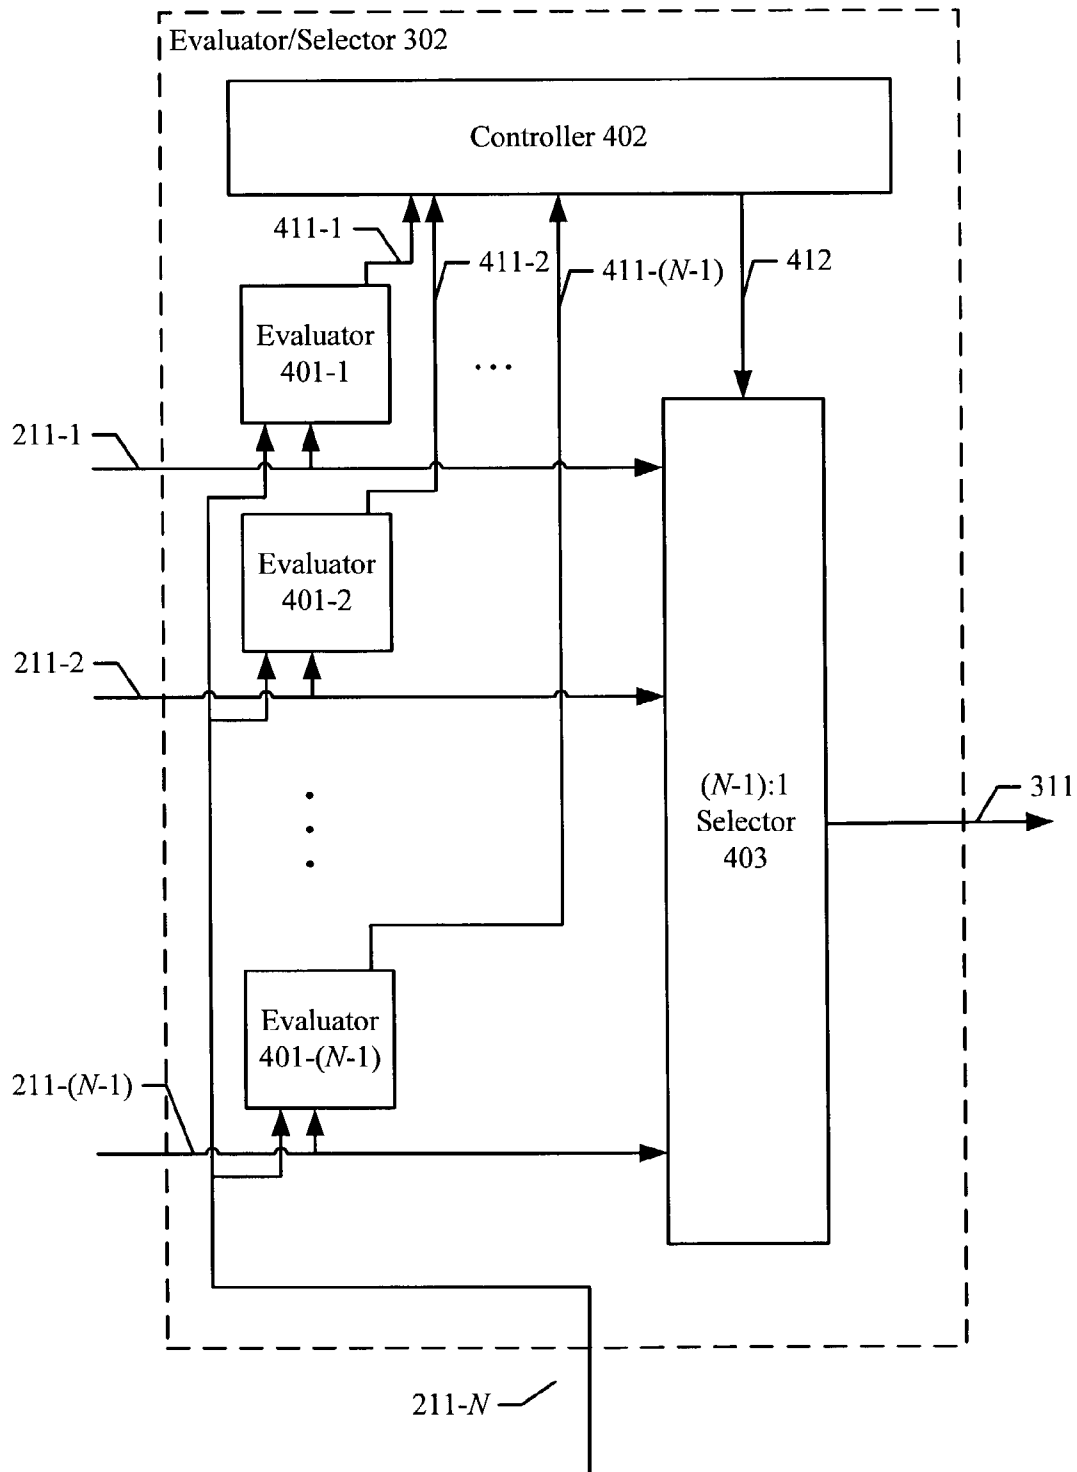 Evaluator/Selector 302
Controller 402
411-1
411-2
411-(N-1)
412
Evaluator
401-1
...
211-1
Evaluator
401-2
211-2
(N-1):1
Selector
403
311
Evaluator
401-(N-1)
211-(N-1)
211-N